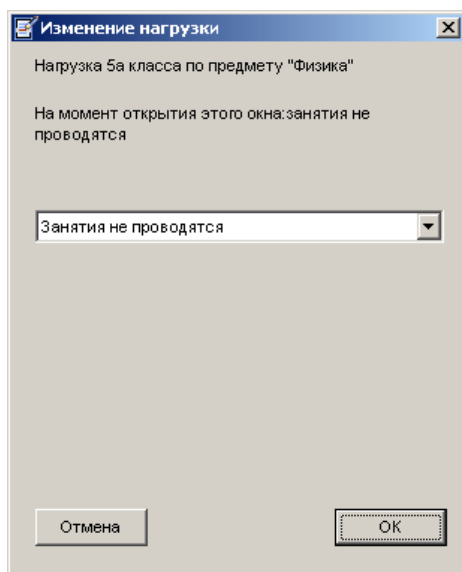 Изменение нагрузки
Нагрузка 5а класса по предмету "Физика"
На момент открытия этого окна:занятия не
проводятся
Занятия не проводятся
Отмена
ОК